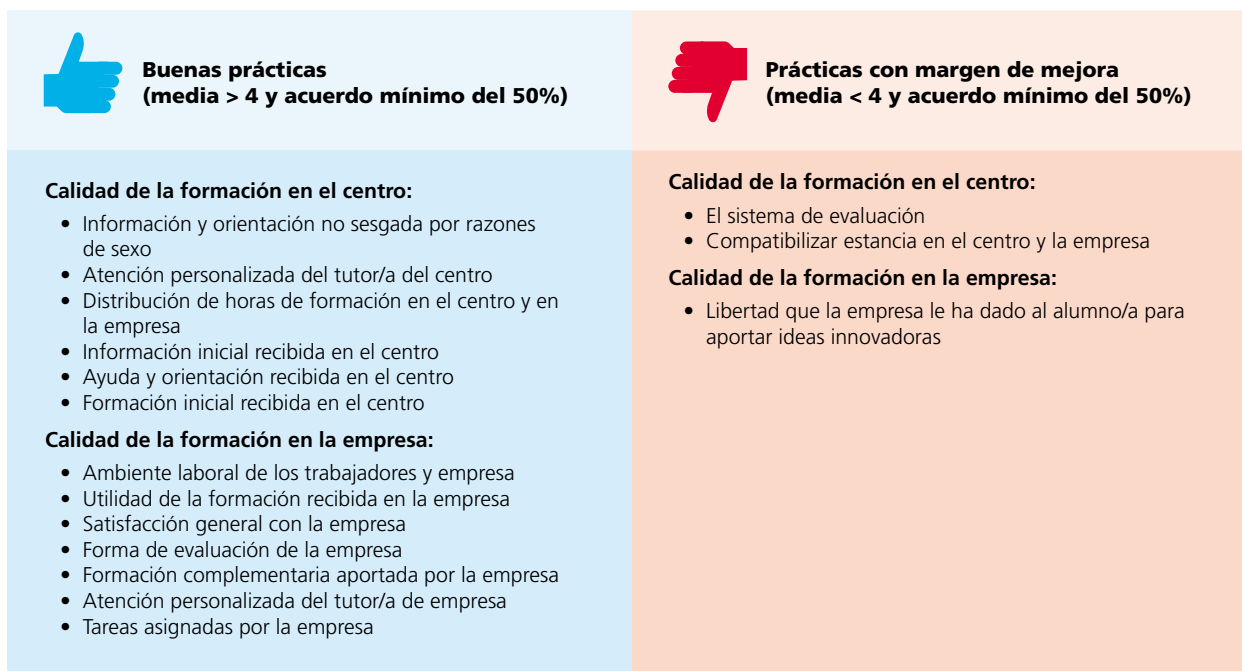 Buenas prácticas
(media > 4 y acuerdo mínimo del 50%)
Calidad de la formación en el centro:
• Información y orientación no sesgada por razones
de sexo
• Atención personalizada del tutor/a del centro
• Distribución de horas de formación en el centro y en
la empresa
• Información inicial recibida en el centro
• Ayuda y orientación recibida en el centro
• Formación inicial recibida en el centro
Calidad de la formación en la empresa:
• Ambiente laboral de los trabajadores y empresa
• Utilidad de la formación recibida en la empresa
• Satisfacción general con la empresa
• Forma de evaluación de la empresa
• Formación complementaria aportada por la empresa
• Atención personalizada del tutor/a de empresa
• Tareas asignadas por la empresa
Prácticas con margen de mejora
(media < 4 y acuerdo mínimo del 50%)
Calidad de la formación en el centro:
• El sistema de evaluación
• Compatibilizar estancia en el centro y la empresa
Calidad de la formación en la empresa:
• Libertad que la empresa le ha dado al alumno/a para
aportar ideas innovadoras